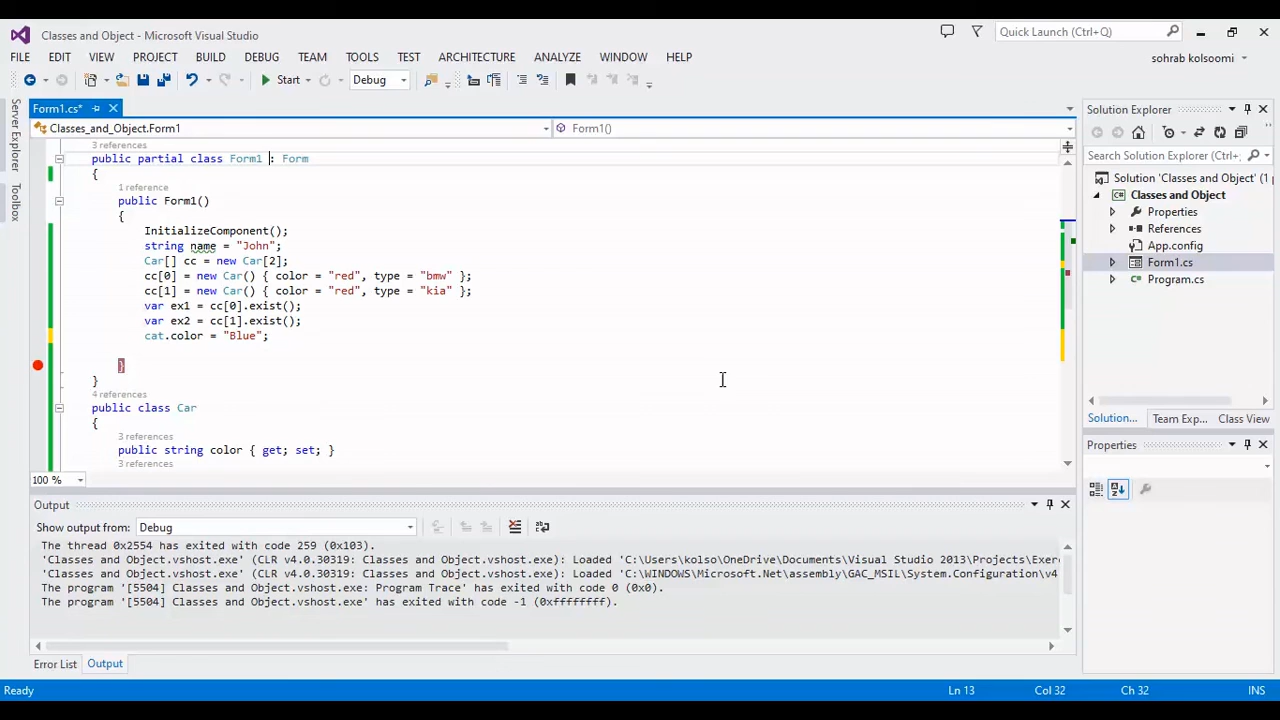 Classes and Object - Microsoft Visual Studio
Quick Launch (Ctrl+Q)
FILE EDIT VIEW PROJECT BUILD DEBUG TEAM TOOLS TEST ARCHITECTURE ANALYZE WINDOW HELP
sohrab kolsoomi
Start Debug
Server Explorer
Toolbox
Form1.cs*
Classes_and_Object.Form1
Form1()
3 references
public partial class Form1 : Form
{
1 reference
public Form1()
{
InitializeComponent();
string name = "John";
Car[] cc = new Car[2];
cc[0] = new Car() { color = "red", type = "bmw" };
cc[1] = new Car() { color = "red", type = "kia" };
var ex1 = cc[0].exist();
var ex2 = cc[1].exist();
cat.color = "Blue";
}
}
4 references
public class Car
{
3 references
public string color { get; set; }
3 references
100 %
Solution Explorer
Search Solution Explorer (Ctrl+;)
Solution 'Classes and Object' (1 p
Classes and Object
Properties
References
App.config
Form1.cs
Program.cs
Solution... Team Exp... Class View
Properties
Output
Show output from: Debug
The thread 0x2554 has exited with code 259 (0x103).
'Classes and Object.vshost.exe' (CLR v4.0.30319: Classes and Object.vshost.exe): Loaded 'C:\Users\kolso\OneDrive\Documents\Visual Studio 2013\Projects\Exer
'Classes and Object.vshost.exe' (CLR v4.0.30319: Classes and Object.vshost.exe): Loaded 'C:\WINDOWS\Microsoft.Net\assembly\GAC_MSIL\System.Configuration\v4
The program '[5504] Classes and Object.vshost.exe: Program Trace' has exited with code 0 (0x0).
The program '[5504] Classes and Object.vshost.exe' has exited with code -1 (0xffffffff).
Error List Output
Ready
Ln 13 Col 32 Ch 32 INS